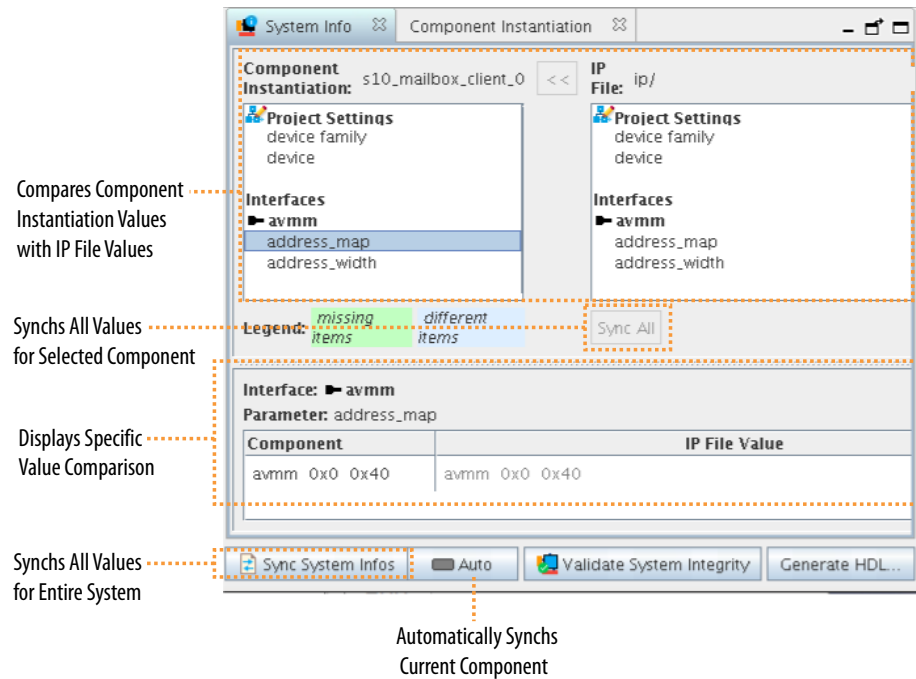 System Info
Component Instantiation
Component Instantiation: s10_mailbox_client_0
<<
IP File: ip/
Project Settings
device family
device
Interfaces
avmm
address_map
address_width
Project Settings
device family
device
Interfaces
avmm
address_map
address_width
Compares Component
Instantiation Values
with IP File Values
Legend: missing items different items
Sync All
Synchs All Values
for Selected Component
Interface: avmm
Parameter: address_map
Component IP File Value
avmm 0x0 0x40 avmm 0x0 0x40
Displays Specific
Value Comparison
Sync System Infos Auto Validate System Integrity Generate HDL...
Synchs All Values
for Entire System
Automatically Synchs
Current Component